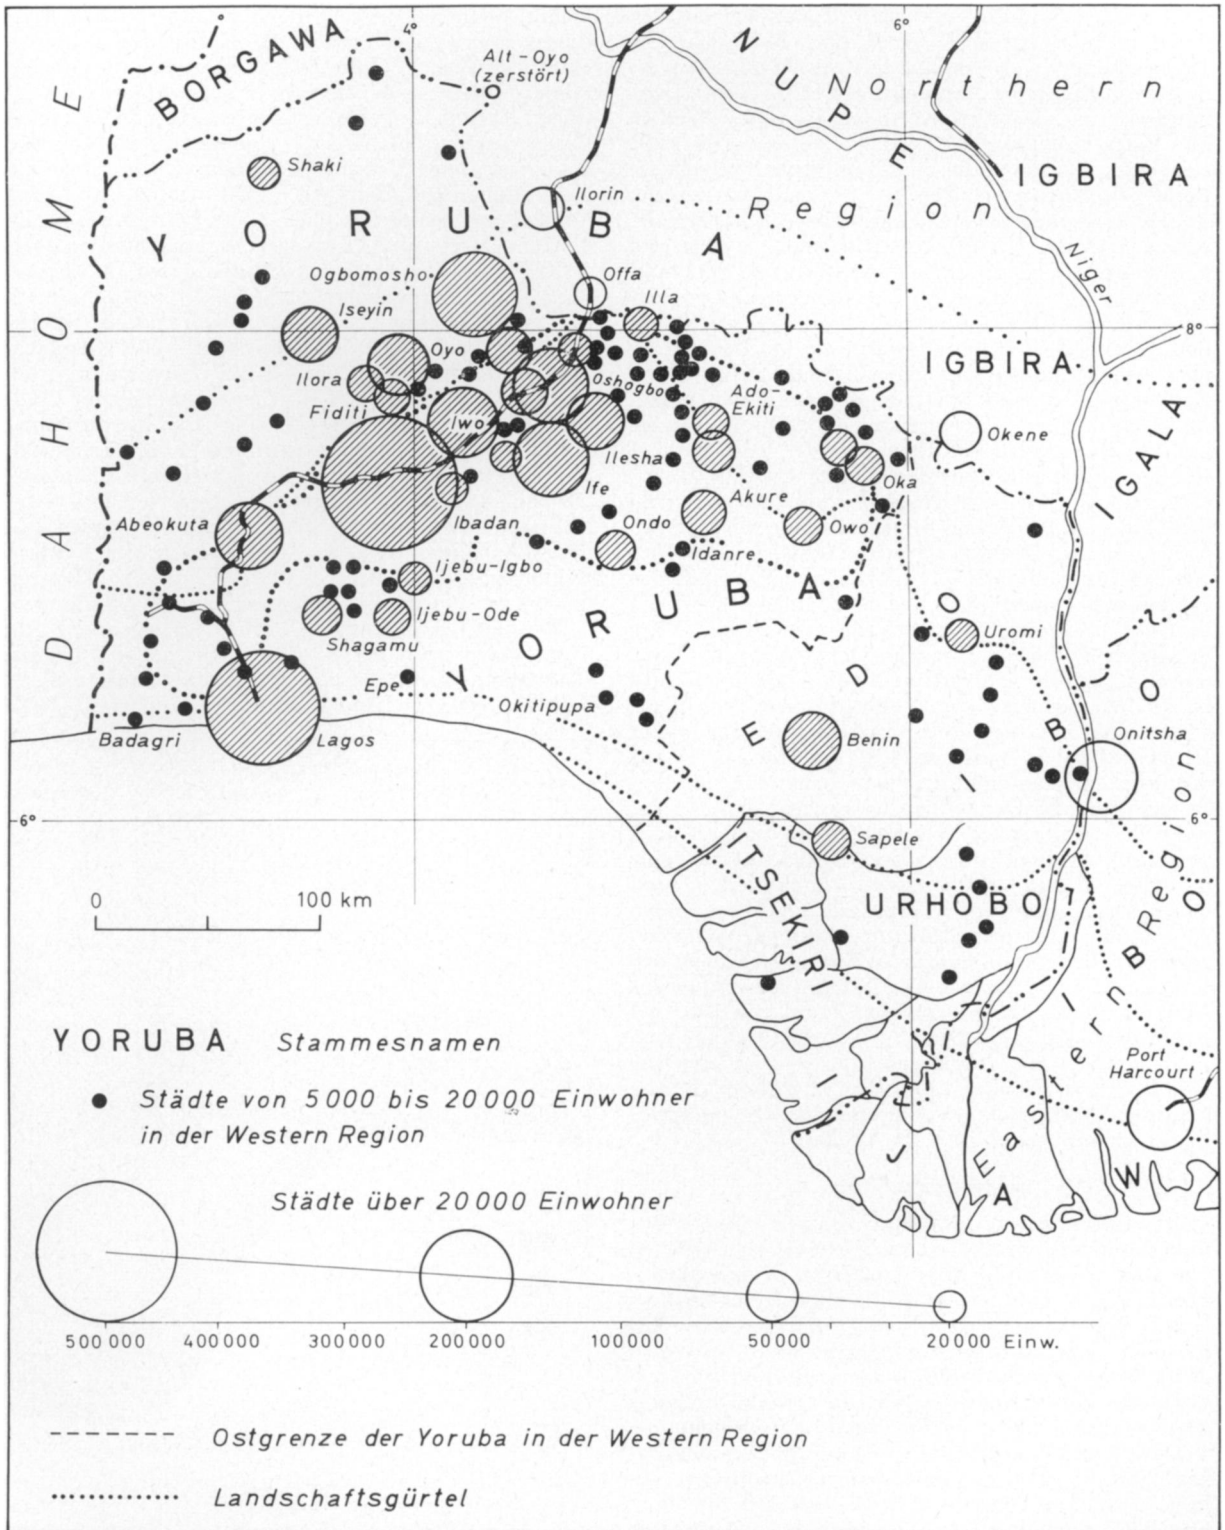 4°
6°
BORGAWA
Alt-Oyo
(zerstört)
NUPE
Northern
Region
DAHOME
Shaki
IGBIRA
Ilorin
YORUBA
Niger
Ogbomosho
Offa
Iseyin
Illa
8°
Oyo
Ilora
Fiditi
Iwo
Oshogbo
Ado-
Ekiti
IGBIRA
Okene
IGALA
Ilesha
Oka
Ife
Akure
Owo
Abeokuta
Ibadan
Ondo
Idanre
Ijebu-Igbo
Ijebu-Ode
Shagamu
YORUBA
EDO
Uromi
Epe
Okitipupa
Badagri
Lagos
Benin
IBO
Onitsha
6°
6°
Sapele
ITSEKIRI
URHOBO
0 100 km
IBO
Eastern Region
Port
Harcourt
IJAW
YORUBA Stammesnamen
Städte von 5000 bis 20000 Einwohner
in der Western Region
Städte über 20000 Einwohner
500000 400000 300000 200000 100000 50000 20000 Einw.
Ostgrenze der Yoruba in der Western Region
Landschaftsgürtel